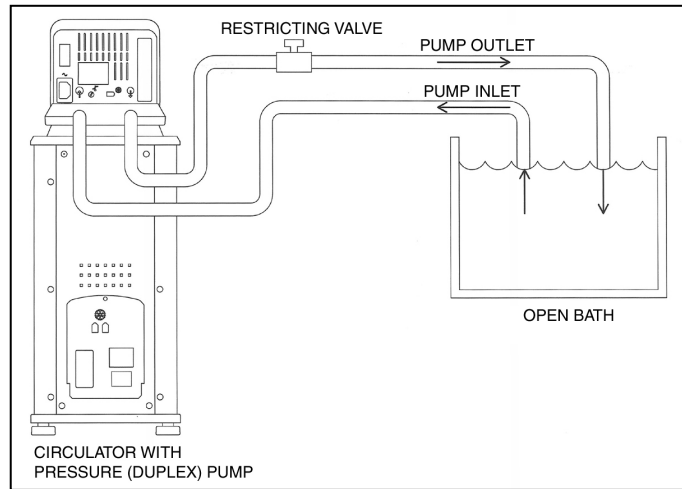 RESTRICTING VALVE
PUMP OUTLET
PUMP INLET
OPEN BATH
CIRCULATOR WITH
PRESSURE (DUPLEX) PUMP